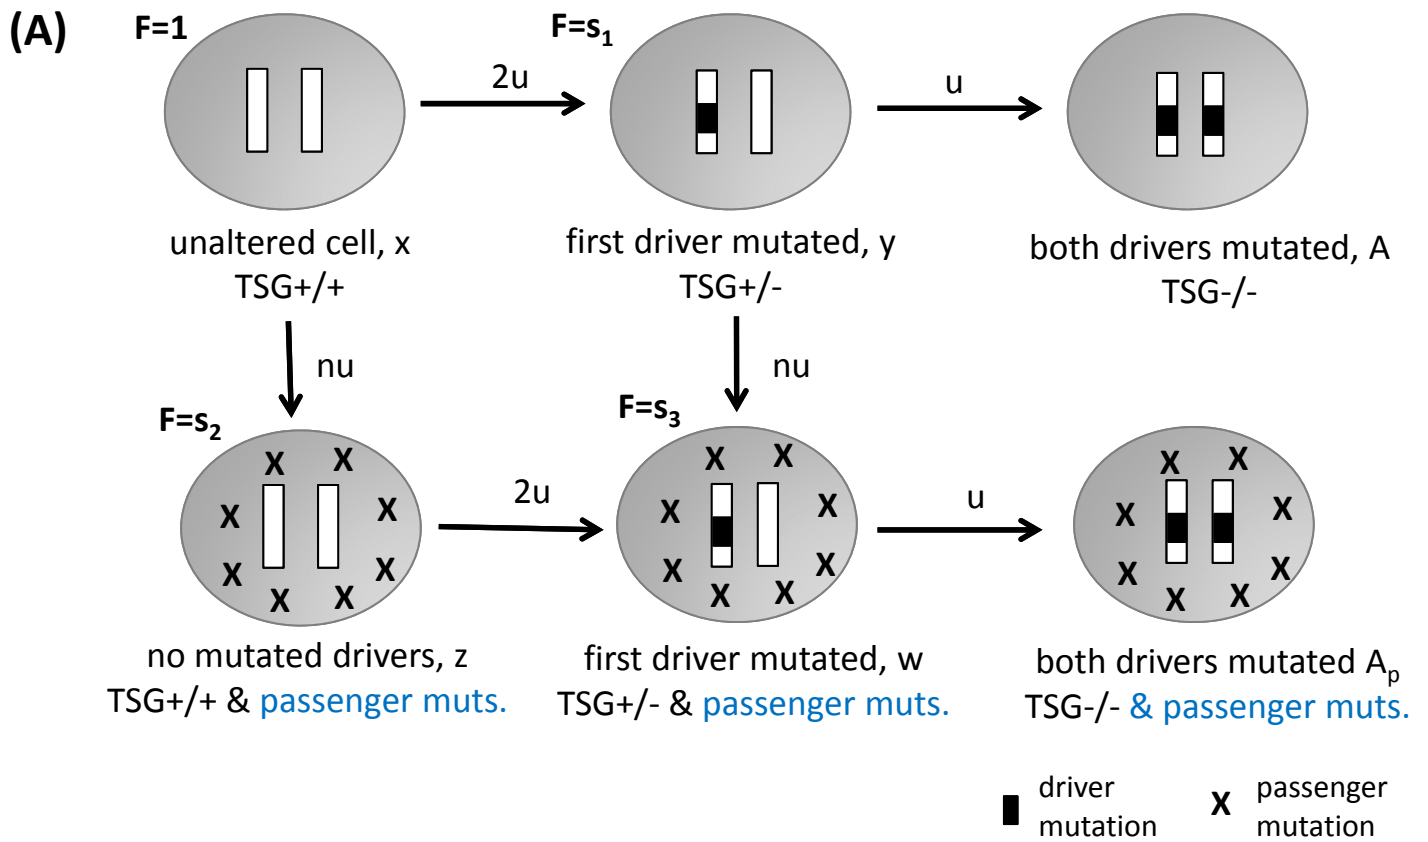 (A)
F=1
F=s₁
2u
u
unaltered cell, x
TSG+/+
first driver mutated, y
TSG+/-
both drivers mutated, A
TSG-/-
nu
nu
F=s₂
F=s₃
X X X X X X X X
2u
X X X X X X X X
u
X X X X X X X X
no mutated drivers, z
TSG+/+ & passenger muts.
first driver mutated, w
TSG+/- & passenger muts.
both drivers mutated Aₚ
TSG-/- & passenger muts.
driver
mutation
X
passenger
mutation